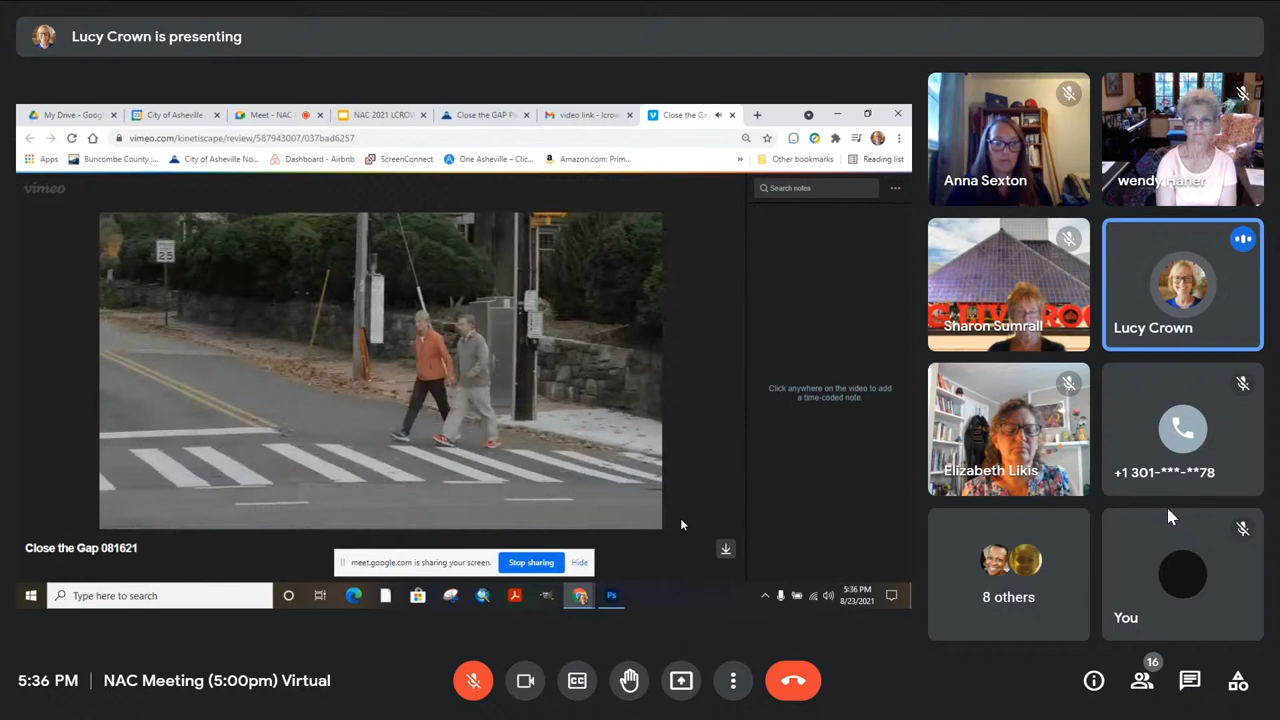 Lucy Crown is presenting
My Drive - Googl
City of Asheville
Meet – NAC
NAC 2021 LCROW
Close the GAP P
video link - lcrow
Close the Ga
vimeo.com/kinetiscape/review/587943007/037bad6257
Apps
Buncombe County :...
City of Asheville No...
Dashboard - Airbnb
ScreenConnect
One Asheville – Clic...
Amazon.com: Prim...
»
Other bookmarks
Reading list
vimeo
Search notes
25
Click anywhere on the video to add
a time-coded note.
Close the Gap 081621
meet.google.com is sharing your screen.
Stop sharing
Hide
Type here to search
Ps
5:36 PM
8/23/2021
Anna Sexton
wendy Haner
Sharon Sumrall
Lucy Crown
Elizabeth Likis
+1 301-***-**78
8 others
You
5:36 PM
NAC Meeting (5:00pm) Virtual
16